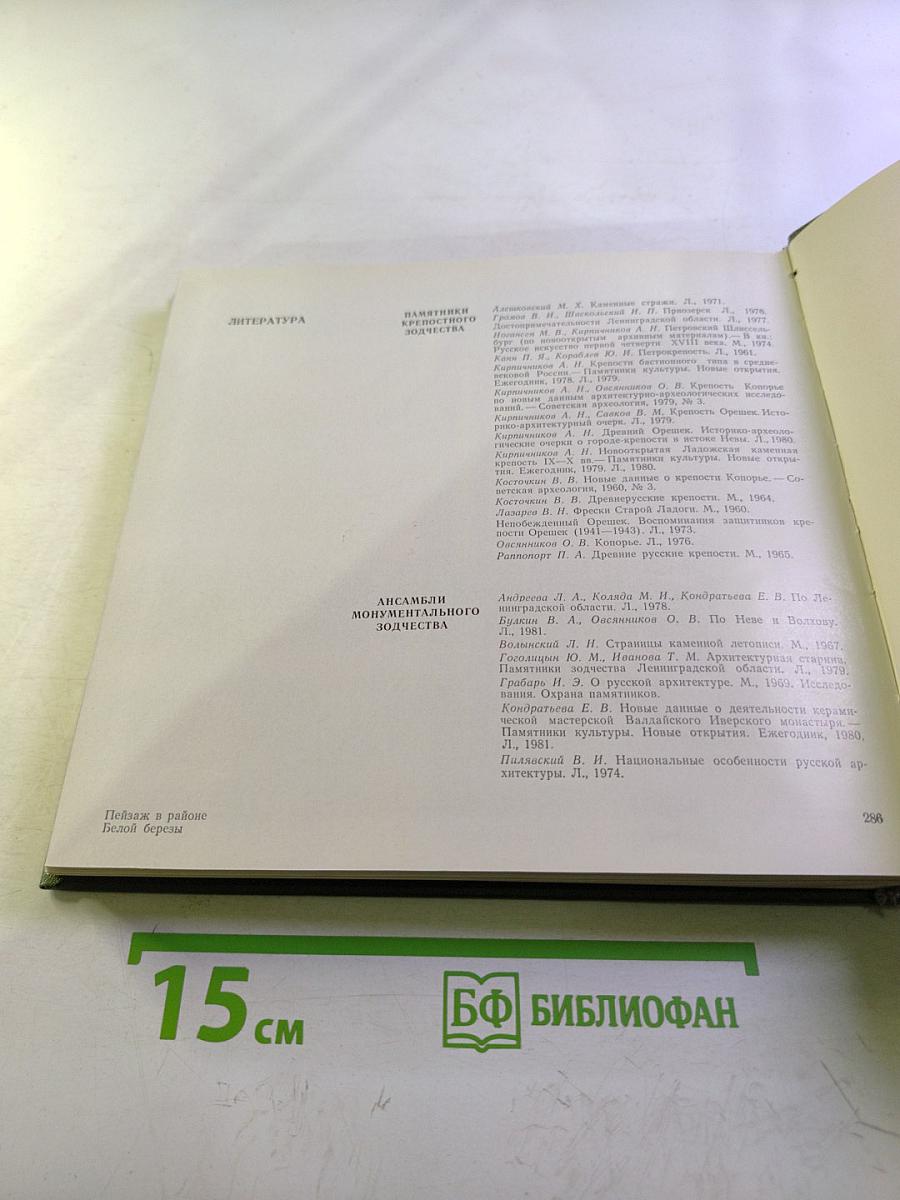 ЛИТЕРАТУРА
ПАМЯТНИКИ
КРЕПОСТНОГО
ЗОДЧЕСТВА
Алешковский М. Х. Каменные стражи. Л., 1971.
Громов В. И., Шаскольский И. П. Приозерск Л., 1976.
Достопримечательности Ленинградской области. Л., 1977.
Иогансен М. В., Кирпичников А. Н. Петровский Шлиссель-
бург (по новооткрытым архивным материалам).— В кн.:
Русское искусство первой четверти XVIII века. М., 1974.
Канн П. Я., Кораблев Ю. И. Петрокрепость. Л., 1961.
Кирпичников А. Н. Крепости бастионного типа в средне-
вековой России.— Памятники культуры. Новые открытия.
Ежегодник, 1978. Л., 1979.
Кирпичников А. Н., Овсянников О. В. Крепость Копорье
по новым данным архитектурно-археологических исследо-
ваний.— Советская археология, 1979, № 3.
Кирпичников А. Н., Савков В. М. Крепость Орешек. Исто-
рико-архитектурный очерк. Л., 1979.
Кирпичников А. Н. Древний Орешек. Историко-археоло-
гические очерки о городе-крепости в истоке Невы. Л., 1980.
Кирпичников А. Н. Новооткрытая Ладожская каменная
крепость IX—X вв.— Памятники культуры. Новые откры-
тия. Ежегодник, 1979. Л., 1980.
Косточкин В. В. Новые данные о крепости Копорье.— Со-
ветская археология, 1960, № 3.
Косточкин В. В. Древнерусские крепости. М., 1964.
Лазарев В. Н. Фрески Старой Ладоги. М., 1960.
Непобежденный Орешек. Воспоминания защитников кре-
пости Орешек (1941—1943). Л., 1973.
Овсянников О. В. Копорье. Л., 1976.
Раппопорт П. А. Древние русские крепости. М., 1965.
АНСАМБЛИ
МОНУМЕНТАЛЬНОГО
ЗОДЧЕСТВА
Андреева Л. А., Коляда М. И., Кондратьева Е. В. По Ле-
нинградской области. Л., 1978.
Булкин В. А., Овсянников О. В. По Неве и Волхову.
Л., 1981.
Волынский Л. Н. Страницы каменной летописи. М., 1967.
Гоголицын Ю. М., Иванова Т. М. Архитектурная старина.
Памятники зодчества Ленинградской области. Л., 1979.
Грабарь И. Э. О русской архитектуре. М., 1969. Исследо-
вания. Охрана памятников.
Кондратьева Е. В. Новые данные о деятельности керами-
ческой мастерской Валдайского Иверского монастыря.—
Памятники культуры. Новые открытия. Ежегодник, 1980,
Л., 1981.
Пилявский В. И. Национальные особенности русской ар-
хитектуры. Л., 1974.
Пейзаж в районе
Белой березы
286
15 см
БФ БИБЛИОФАН